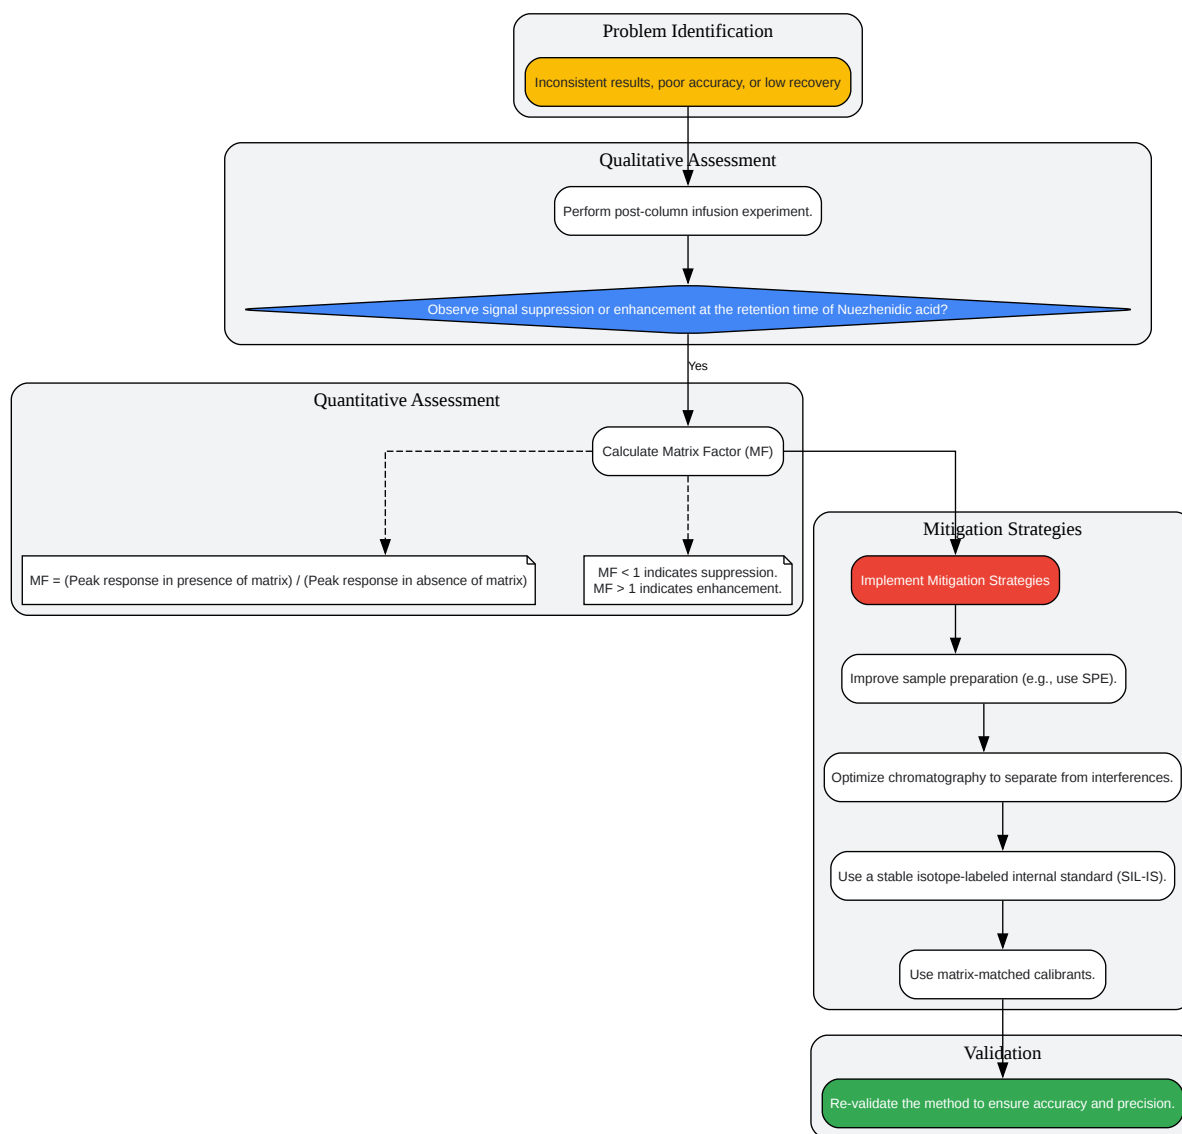 Problem Identification
Inconsistent results, poor accuracy, or low recovery
Qualitative Assessment
Perform post-column infusion experiment.
Observe signal suppression or enhancement at the retention time of Nuezhenidic acid?
Yes
Quantitative Assessment
Calculate Matrix Factor (MF)
MF = (Peak response in presence of matrix) / (Peak response in absence of matrix)
MF < 1 indicates suppression.
MF > 1 indicates enhancement.
Mitigation Strategies
Implement Mitigation Strategies
Improve sample preparation (e.g., use SPE).
Optimize chromatography to separate from interferences.
Use a stable isotope-labeled internal standard (SIL-IS).
Use matrix-matched calibrants.
Validation
Re-validate the method to ensure accuracy and precision.